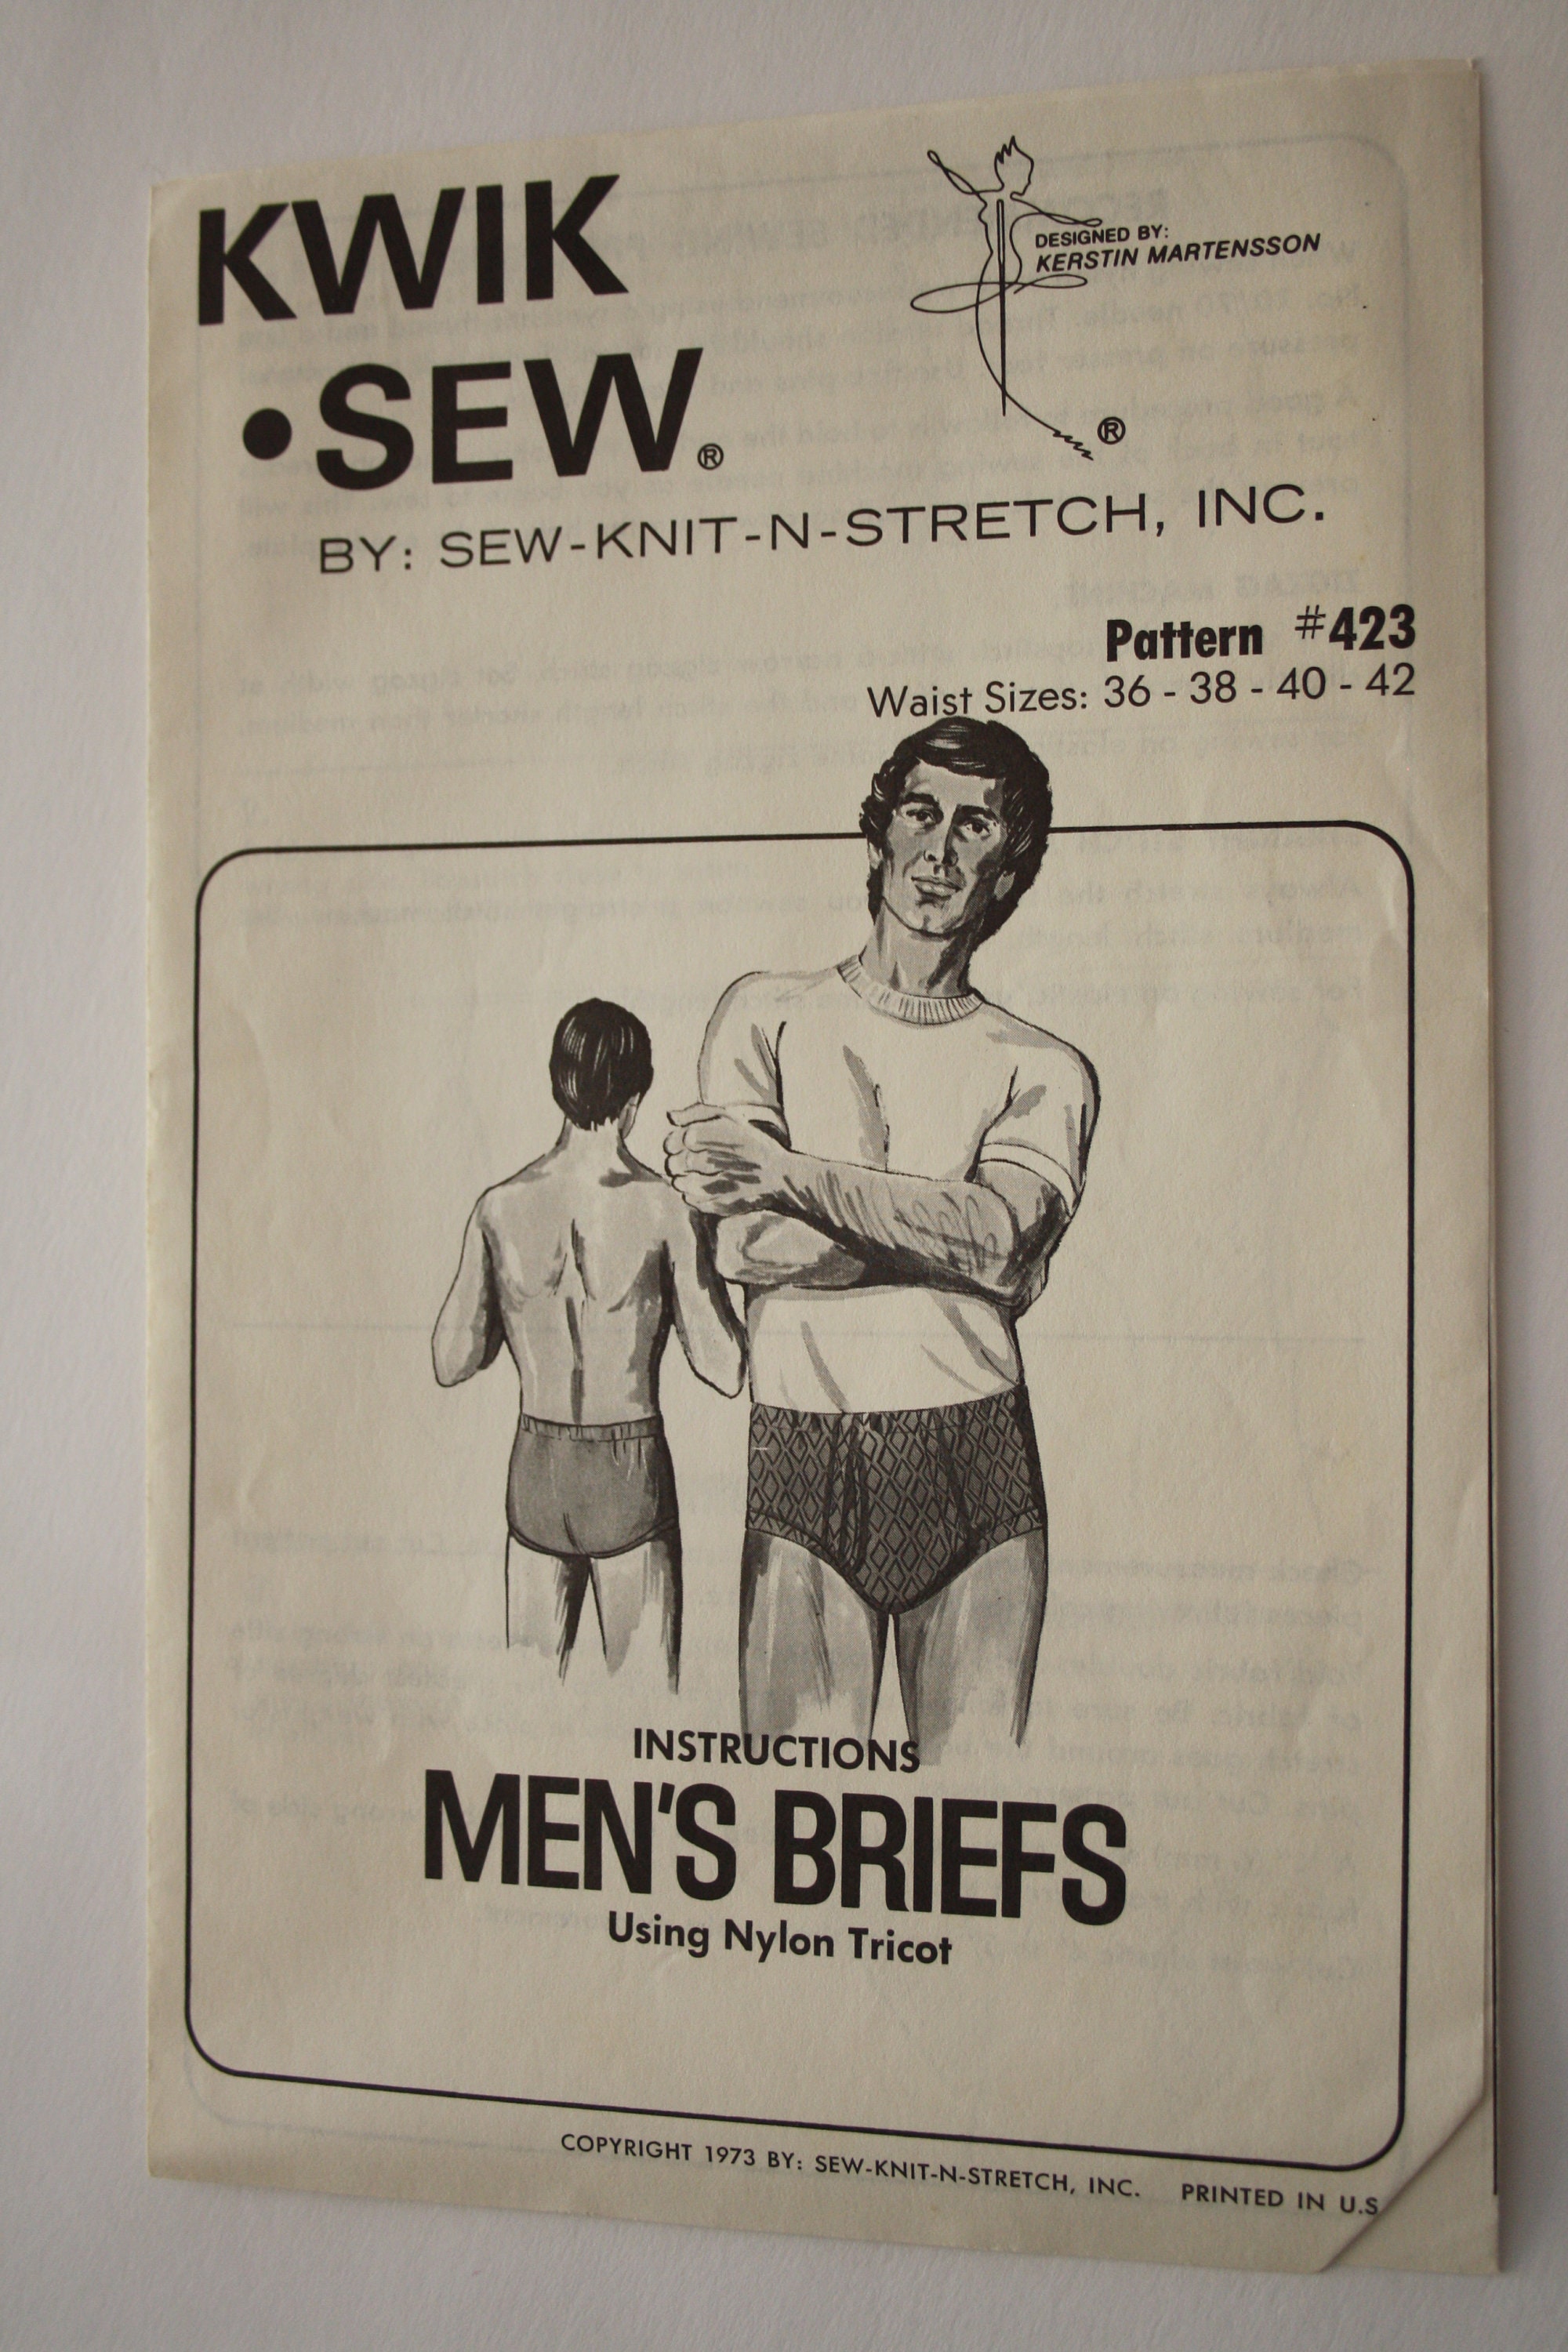 KWIK
•SEW®
DESIGNED BY:
KERSTIN MARTENSSON
®
BY: SEW-KNIT-N-STRETCH, INC.
Pattern #423
Waist Sizes: 36 - 38 - 40 - 42
INSTRUCTIONS
MEN'S BRIEFS
Using Nylon Tricot
COPYRIGHT 1973 BY: SEW-KNIT-N-STRETCH, INC. PRINTED IN U.S